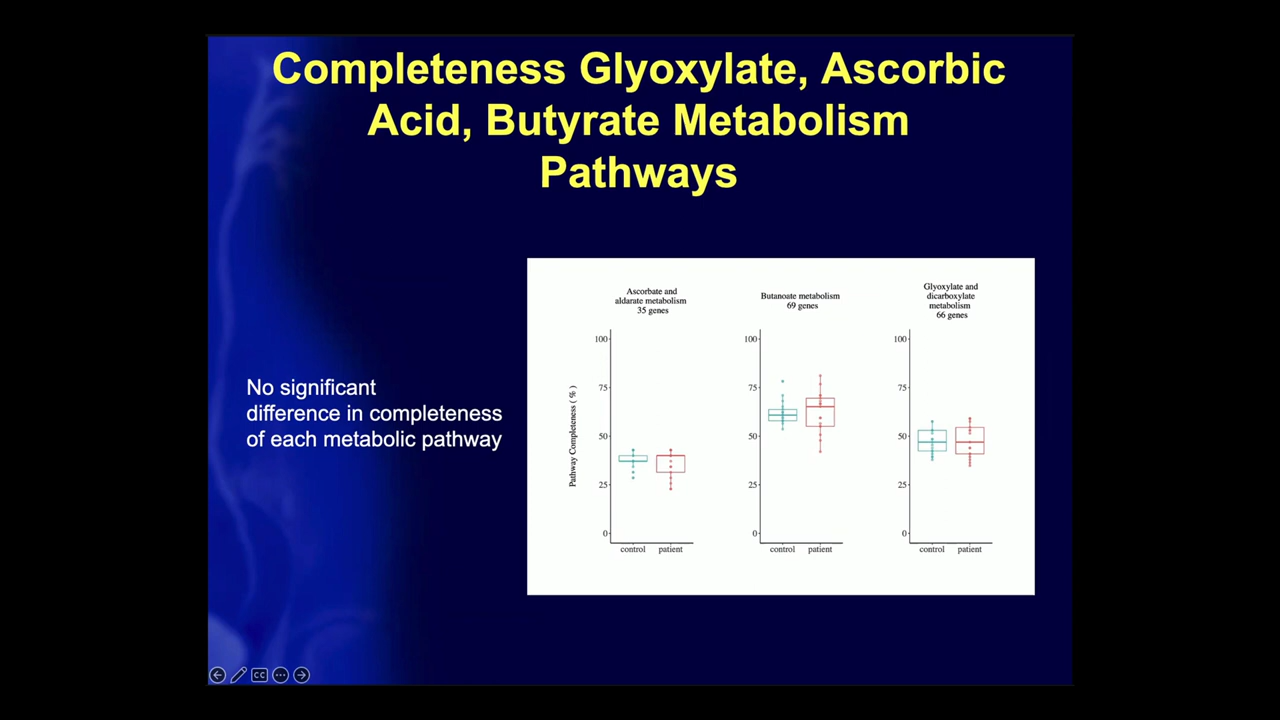 Completeness Glyoxylate, Ascorbic
Acid, Butyrate Metabolism
Pathways
No significant
difference in completeness
of each metabolic pathway
Pathway Completeness ( % )
Ascorbate and
aldarate metabolism
35 genes
100
75
50
25
0
control patient
Butanoate metabolism
69 genes
100
75
50
25
0
control patient
Glyoxylate and
dicarboxylate
metabolism
66 genes
100
75
50
25
0
control patient
CC